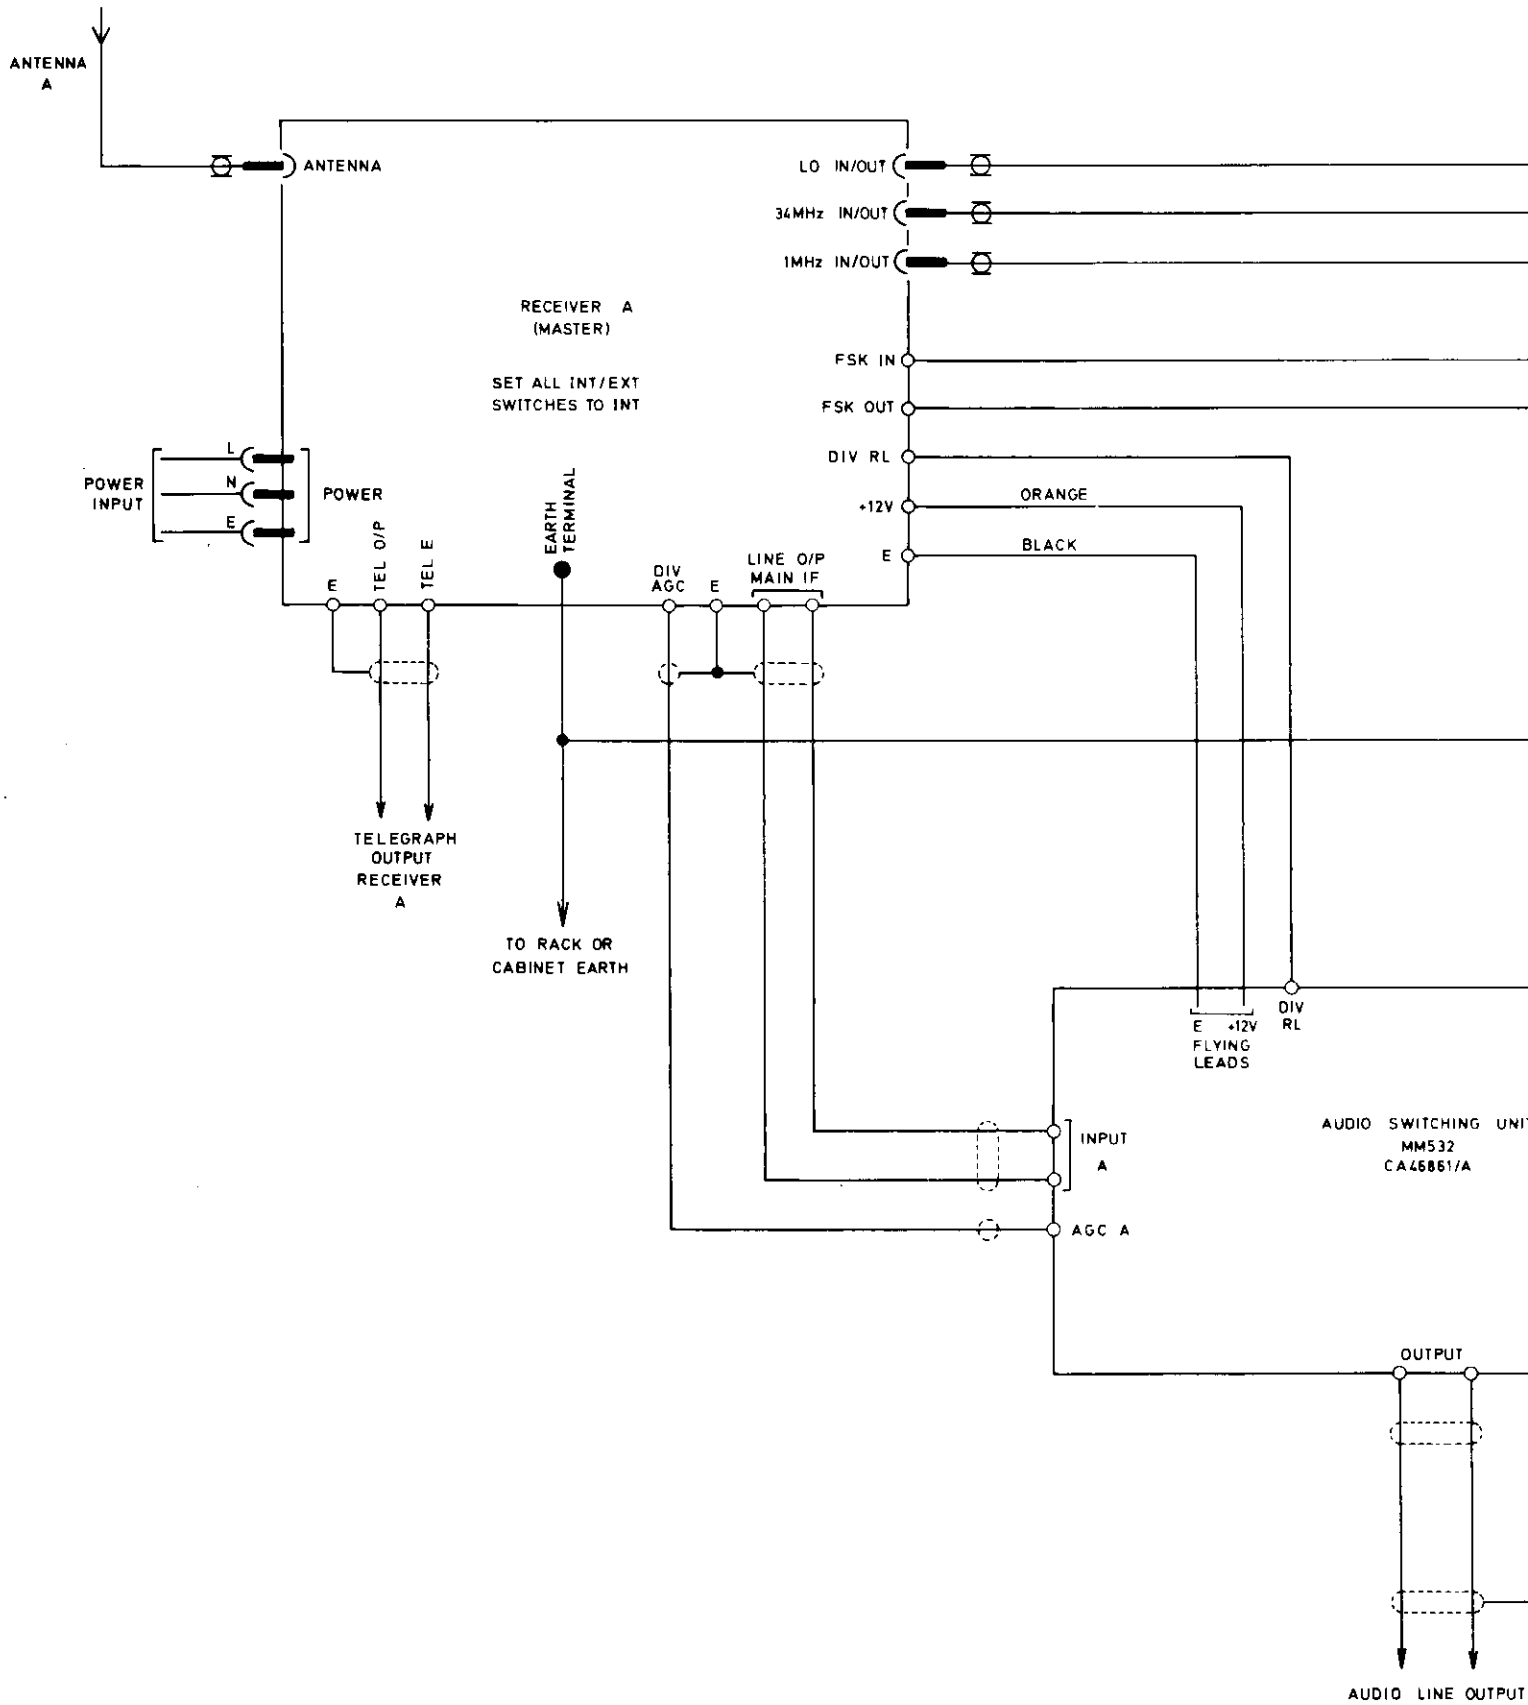 ANTENNA
A
ANTENNA
LO IN/OUT
34MHz IN/OUT
1MHz IN/OUT
RECEIVER A
(MASTER)
SET ALL INT/EXT
SWITCHES TO INT
FSK IN
FSK OUT
DIV RL
+12V
E
ORANGE
BLACK
POWER
INPUT
L
N
E
POWER
E
TEL O/P
TEL E
EARTH
TERMINAL
DIV
AGC
E
LINE O/P
MAIN IF
TELEGRAPH
OUTPUT
RECEIVER
A
TO RACK OR
CABINET EARTH
E +12V
FLYING
LEADS
DIV
RL
INPUT
A
AGC A
AUDIO SWITCHING UNIT
MM532
CA46861/A
OUTPUT
AUDIO LINE OUTPUT